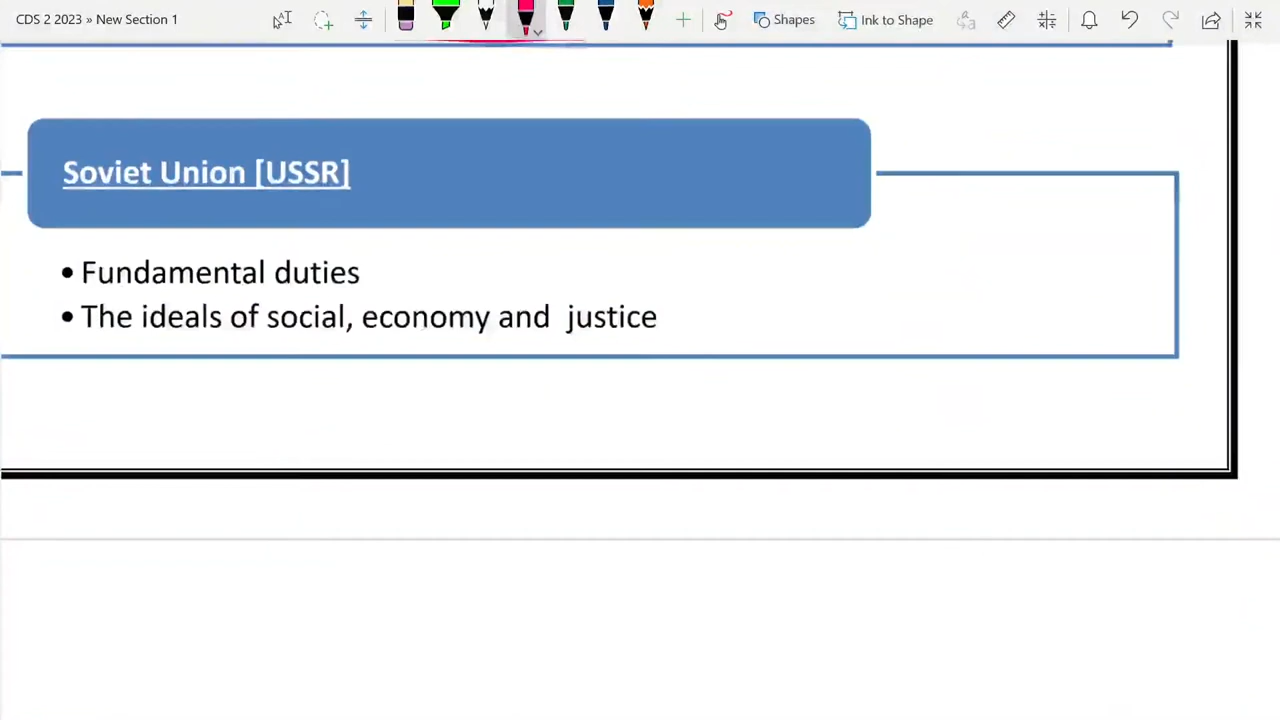 CDS 2 2023 » New Section 1
Shapes
Ink to Shape
Soviet Union [USSR]
• Fundamental duties
• The ideals of social, economy and justice